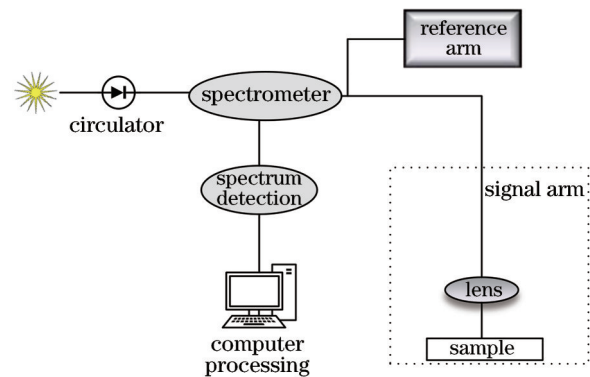 reference
arm
spectrometer
circulator
spectrum
detection
signal arm
lens
sample
computer
processing